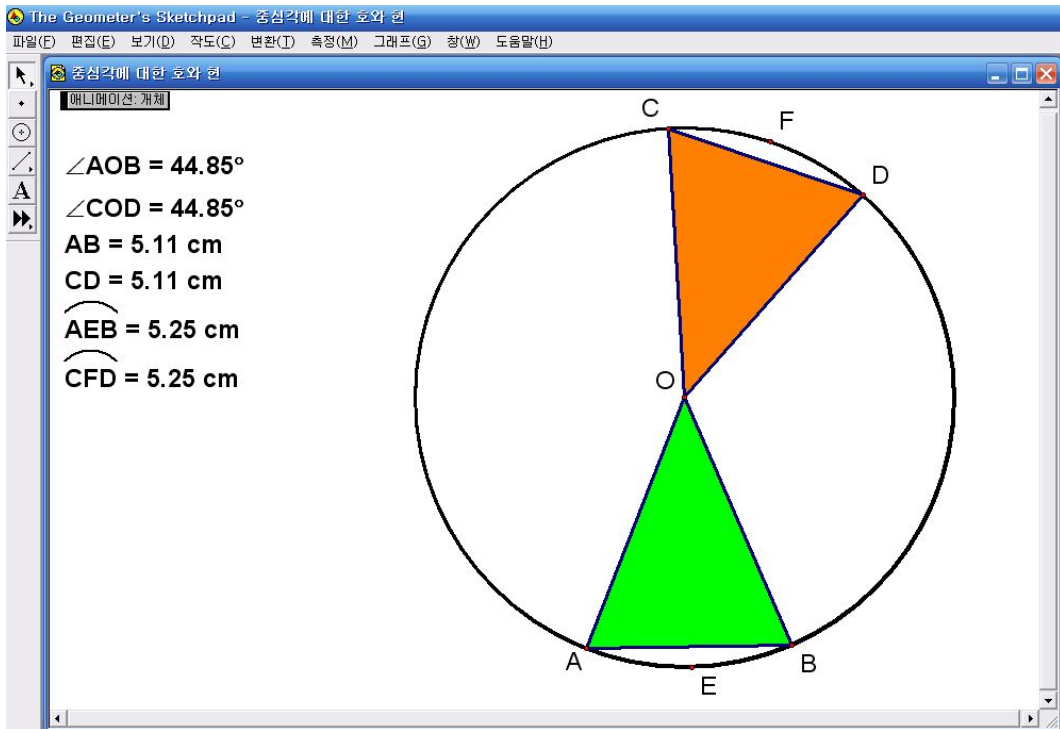 The Geometer's Sketchpad - 중심각에 대한 호와 현
파일(F) 편집(E) 보기(D) 작도(C) 변환(T) 측정(M) 그래프(G) 창(W) 도움말(H)
중심각에 대한 호와 현
애니메이션: 개체
∠AOB = 44.85°
∠COD = 44.85°
AB = 5.11 cm
CD = 5.11 cm
AEB = 5.25 cm
CFD = 5.25 cm
A
C
F
D
O
A
B
E